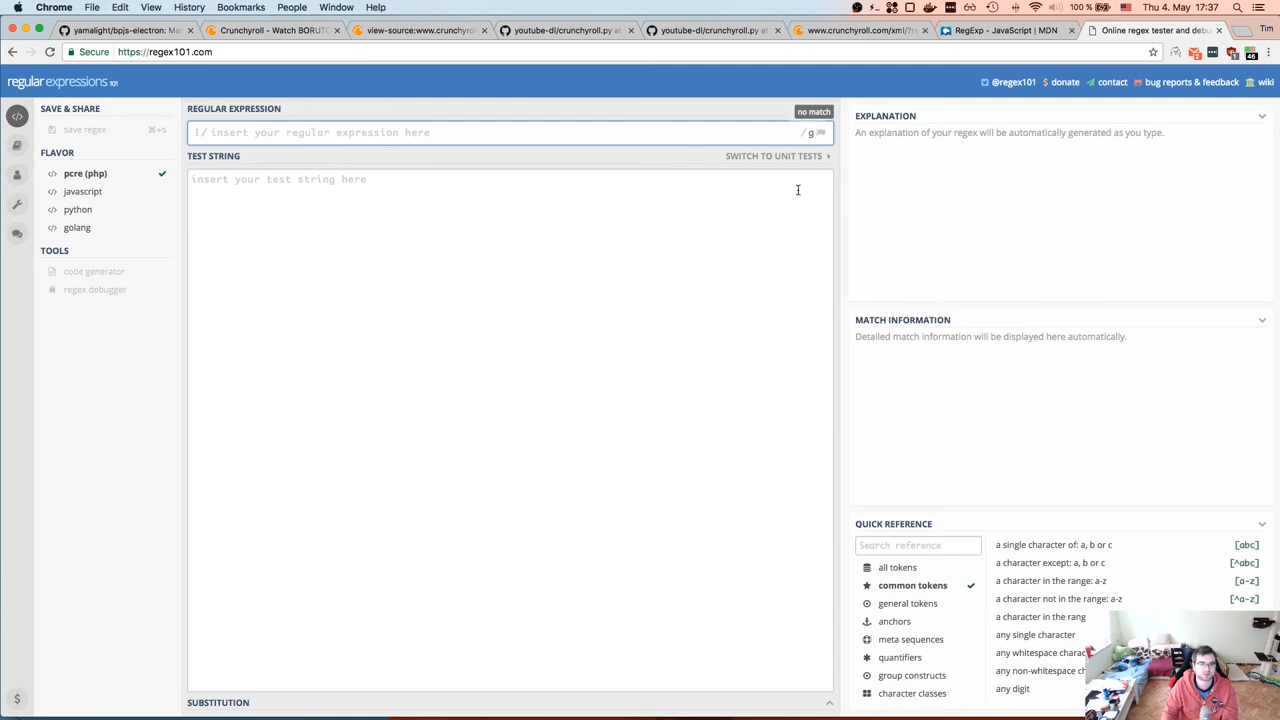 Chrome File Edit View History Bookmarks People Window Help 100 % Thu 4. May 17:37
yamalight/bpjs-electron: Ma
Crunchyroll - Watch BORUTO
view-source:www.crunchyroll
youtube-dl/crunchyroll.py at
youtube-dl/crunchyroll.py at
www.crunchyroll.com/xml/?re
RegExp - JavaScript | MDN
Online regex tester and debu
Tim
Secure https://regex101.com
regular expressions 101
@regex101 donate contact bug reports & feedback wiki
SAVE & SHARE
save regex ⌘+s
FLAVOR
pcre (php)
javascript
python
golang
TOOLS
code generator
regex debugger
REGULAR EXPRESSION
no match
/ insert your regular expression here / g
TEST STRING
SWITCH TO UNIT TESTS
insert your test string here
SUBSTITUTION
EXPLANATION
An explanation of your regex will be automatically generated as you type.
MATCH INFORMATION
Detailed match information will be displayed here automatically.
QUICK REFERENCE
Search reference
all tokens
common tokens
general tokens
anchors
meta sequences
quantifiers
group constructs
character classes
a single character of: a, b or c [abc]
a character except: a, b or c [^abc]
a character in the range: a-z [a-z]
a character not in the range: a-z [^a-z]
a character in the rang
any single character
any whitespace charac
any non-whitespace ch
any digit
$